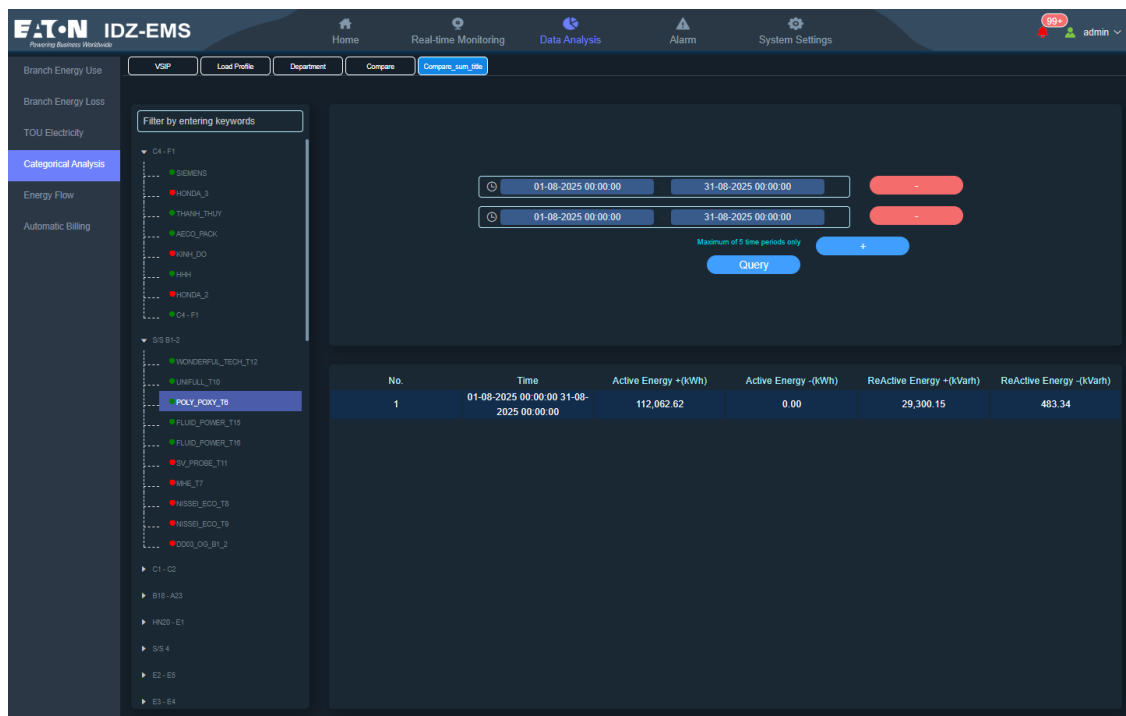 EATON IDZ-EMS
Powering Business Worldwide
Home
Real-time Monitoring
Data Analysis
Alarm
System Settings
99+
admin
Branch Energy Use
Branch Energy Loss
TOU Electricity
Categorical Analysis
Energy Flow
Automatic Billing
VSIP
Load Profile
Department
Compare
Compare_sum_title
Filter by entering keywords
C4 - F1
SIEMENS
HONDA_3
THANH_THUY
AECO_PACK
KINH_DO
HHH
HONDA_2
C4 - F1
S/S B1-2
WONDERFUL_TECH_T12
UNIFULL_T10
POLY_POXY_T6
FLUID_POWER_T15
FLUID_POWER_T16
SV_PROBE_T11
MHE_T7
NISSEI_ECO_T8
NISSEI_ECO_T9
DD03_OG_B1_2
C1 - C2
B18 - A23
HN20 - E1
S/S 4
E2 - E5
E3 - E4
01-08-2025 00:00:00 31-08-2025 00:00:00 -
01-08-2025 00:00:00 31-08-2025 00:00:00 -
Maximum of 5 time periods only +
Query
No. Time Active Energy +(kWh) Active Energy -(kWh) ReActive Energy +(kVarh) ReActive Energy -(kVarh)
1 01-08-2025 00:00:00 31-08-
2025 00:00:00 112,062.62 0.00 29,300.15 483.34